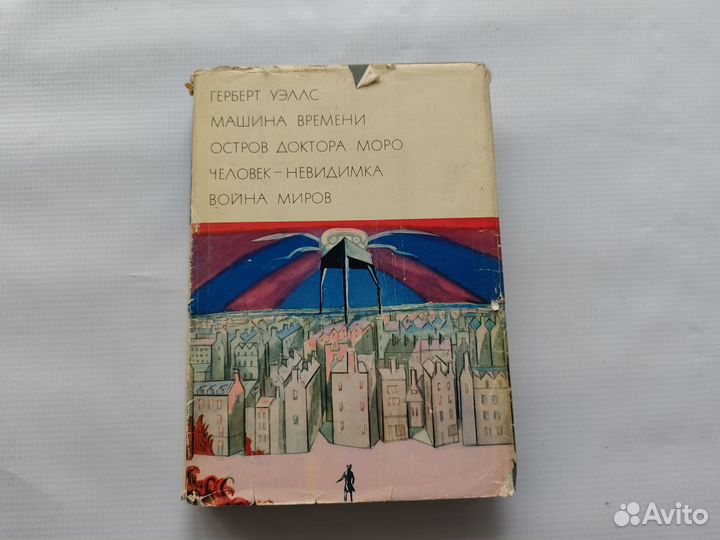 ГЕРБЕРТ УЭЛЛС
МАШИНА ВРЕМЕНИ
ОСТРОВ ДОКТОРА МОРО
ЧЕЛОВЕК-НЕВИДИМКА
ВОЙНА МИРОВ
Avito